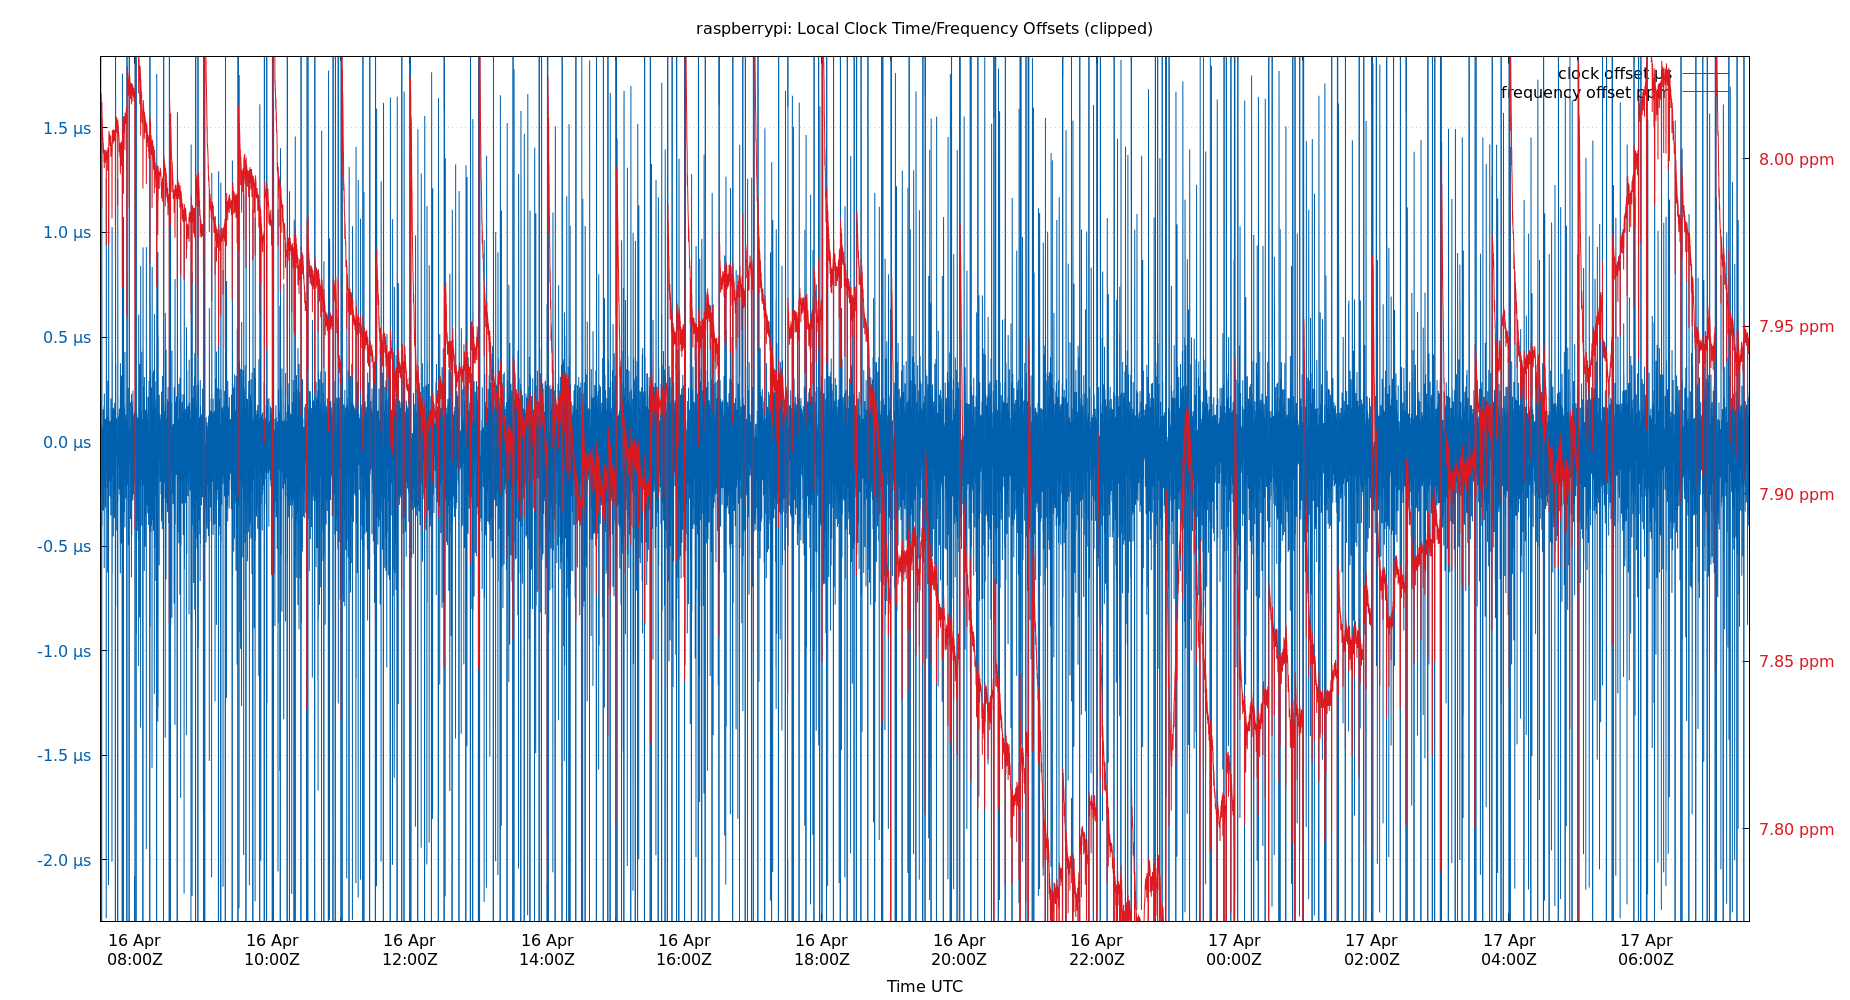 raspberrypi: Local Clock Time/Frequency Offsets (clipped)
clock offset µs
frequency offset ppm
1.5 µs
1.0 µs
0.5 µs
0.0 µs
-0.5 µs
-1.0 µs
-1.5 µs
-2.0 µs
8.00 ppm
7.95 ppm
7.90 ppm
7.85 ppm
7.80 ppm
16 Apr 16 Apr 16 Apr 16 Apr 16 Apr 16 Apr 16 Apr 16 Apr 17 Apr 17 Apr 17 Apr 17 Apr
08:00Z 10:00Z 12:00Z 14:00Z 16:00Z 18:00Z 20:00Z 22:00Z 00:00Z 02:00Z 04:00Z 06:00Z
Time UTC